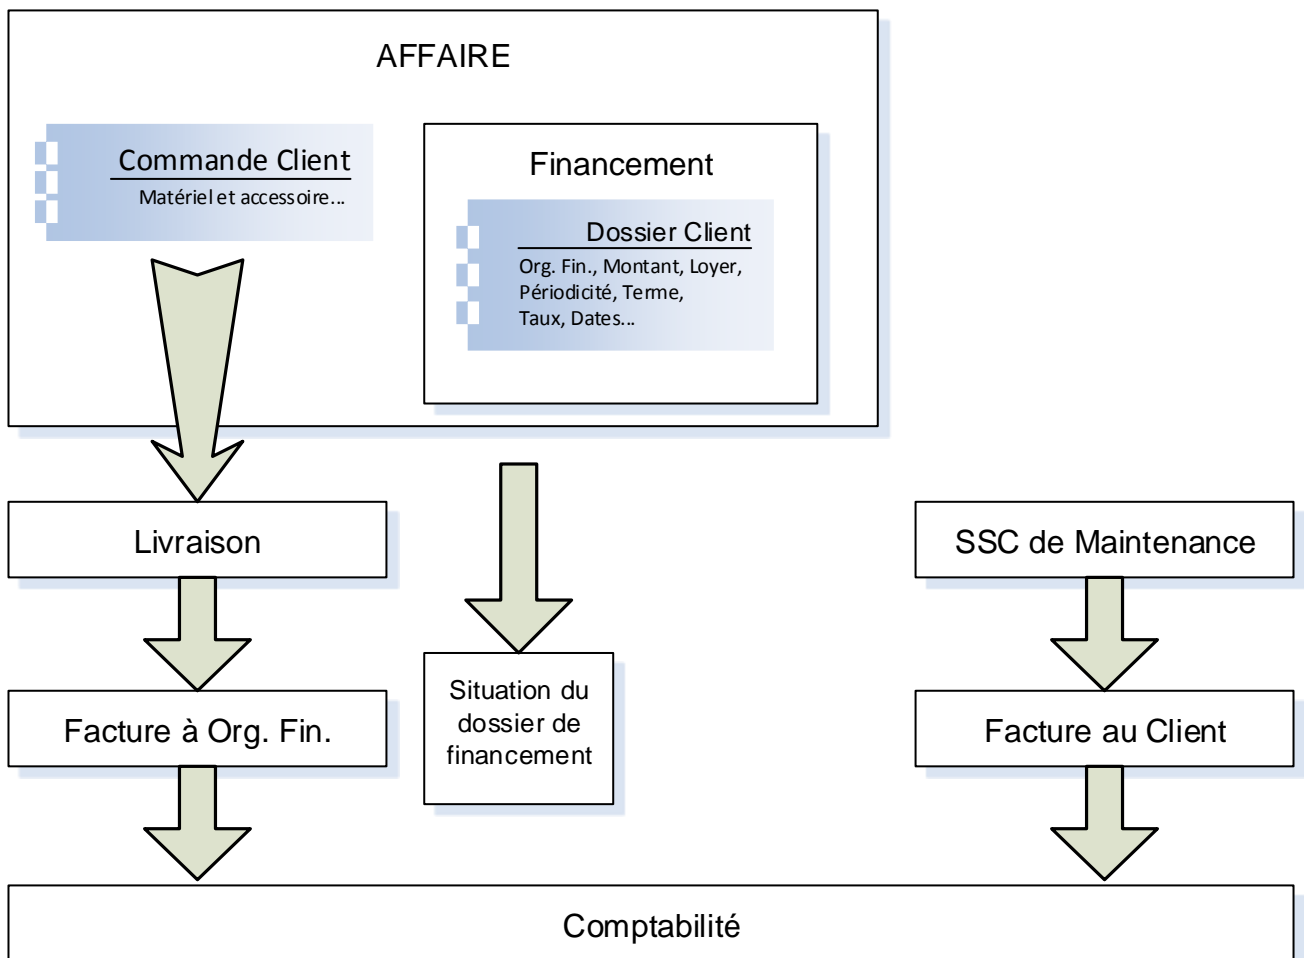 AFFAIRE
Commande Client
Matériel et accessoire...
Financement
Dossier Client
Org. Fin., Montant, Loyer,
Périodicité, Terme,
Taux, Dates...
Livraison
SSC de Maintenance
Facture à Org. Fin.
Situation du
dossier de
financement
Facture au Client
Comptabilité